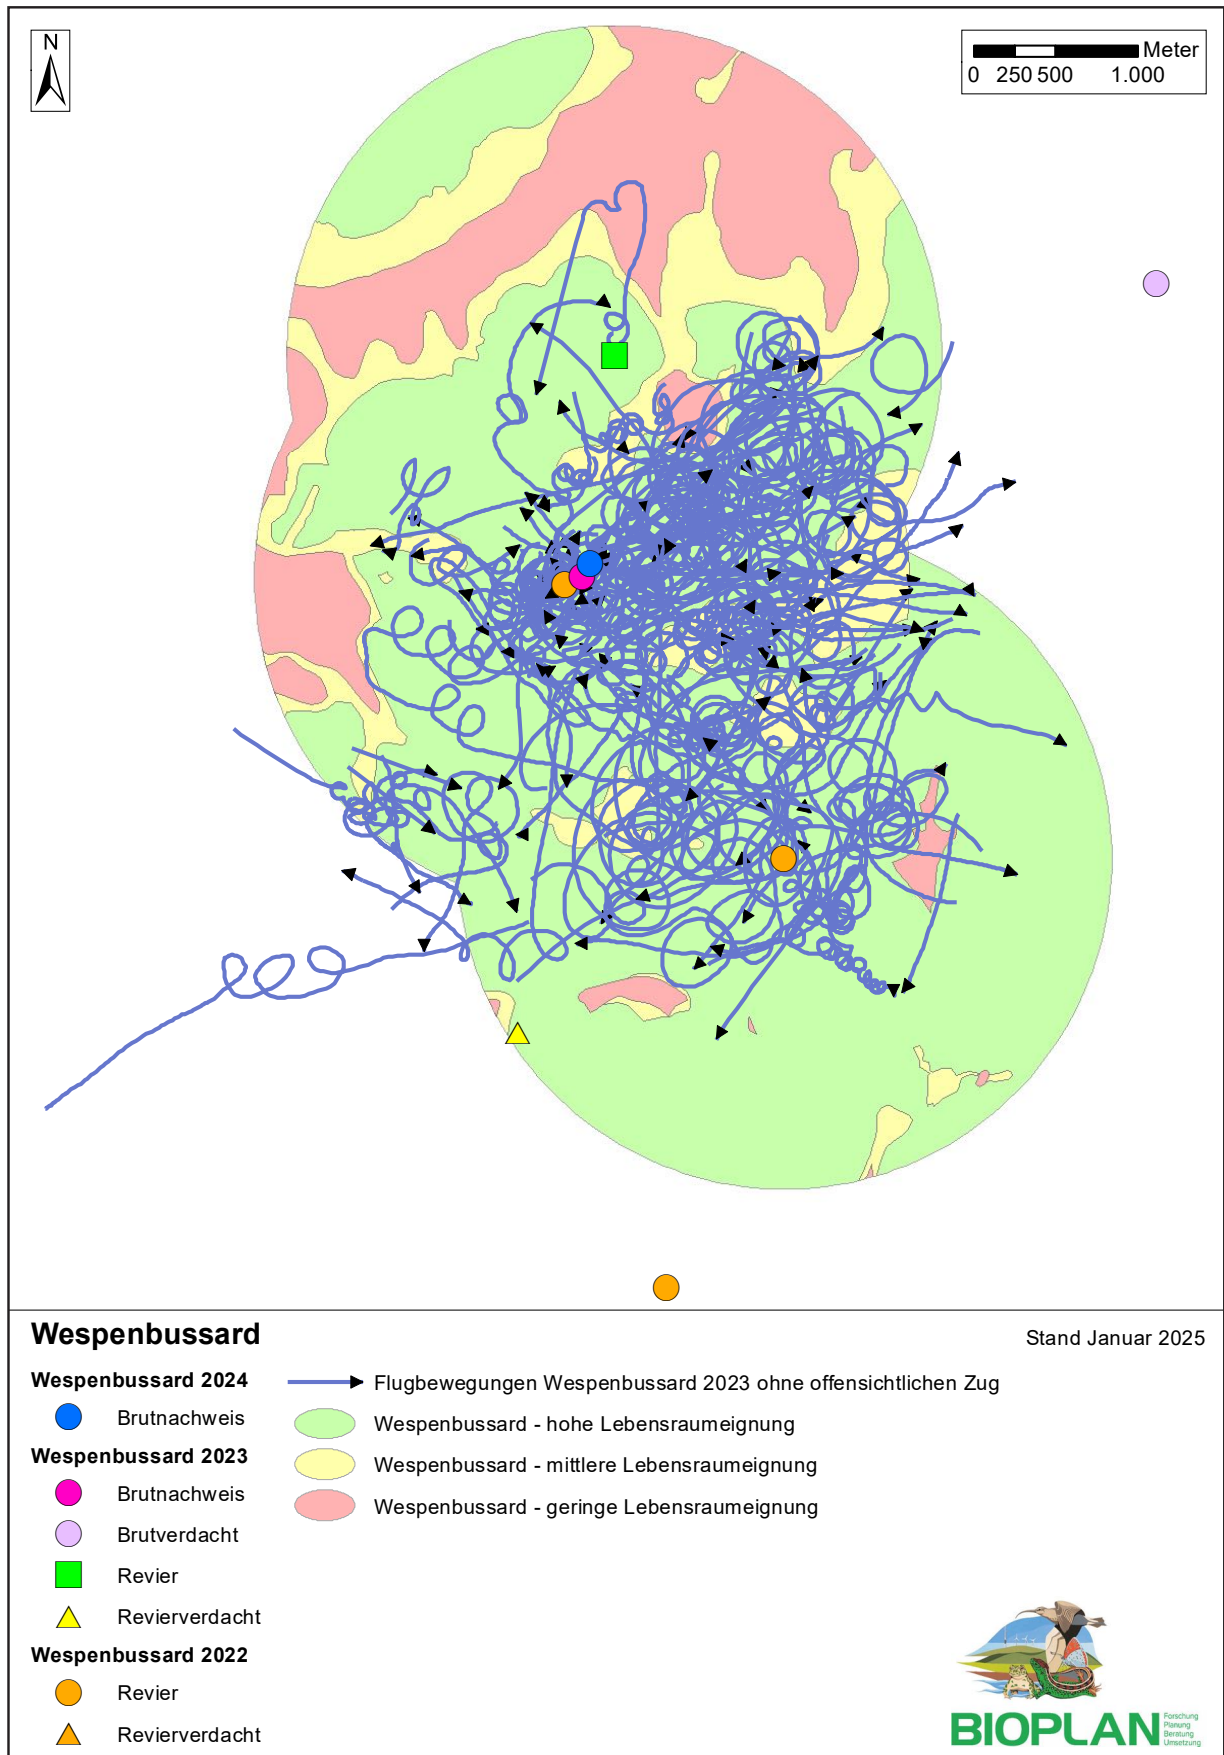 N
Meter
0 250 500 1.000
Wespenbussard
Stand Januar 2025
Wespenbussard 2024
Brutnachweis
Wespenbussard 2023
Brutnachweis
Brutverdacht
Revier
Revierverdacht
Wespenbussard 2022
Revier
Revierverdacht
Flugbewegungen Wespenbussard 2023 ohne offensichtlichen Zug
Wespenbussard - hohe Lebensraumeignung
Wespenbussard - mittlere Lebensraumeignung
Wespenbussard - geringe Lebensraumeignung
BIOPLAN
Forschung
Planung
Beratung
Umsetzung